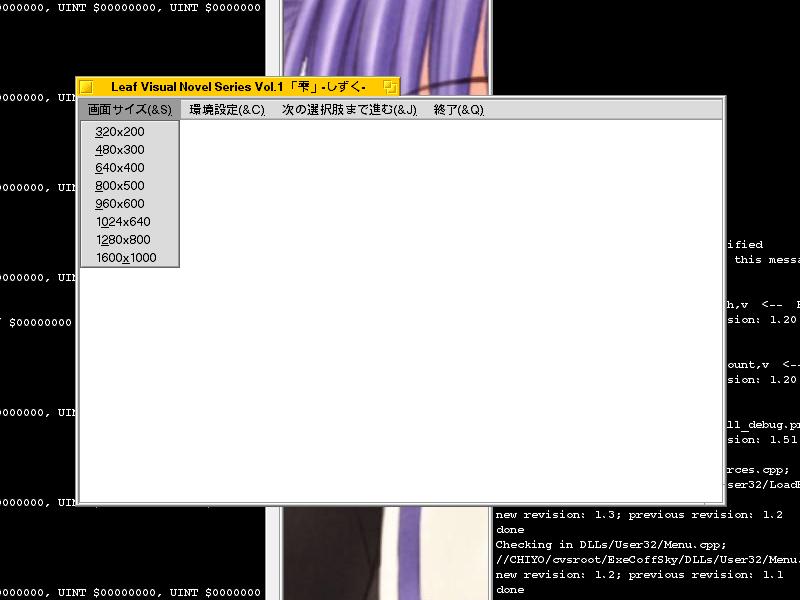 0000000, UINT $00000000, UINT $00000000
0000000, UIN
Leaf Visual Novel Series Vol.1「雫」-しずく-
画面サイズ(&S) 環境設定(&C) 次の選択肢まで進む(&J) 終了(&Q)
320x200
480x300
640x400
800x500
960x600
1024x640
1280x800
1600x1000
0000000, UIN
ified
this messa
0000000, UIN
h,v <--
sion: 1.20
$00000000
ount,v <--
sion: 1.20
0000000, UIN
ll_debug.pr
sion: 1.51
rces.cpp;
ser32/Load
0000000, UIN
new revision: 1.3; previous revision: 1.2
done
Checking in DLLs/User32/Menu.cpp;
//CHIYO/cvsroot/ExeCoffSky/DLLs/User32/Menu.
new revision: 1.2; previous revision: 1.1
done
0000000, UINT $00000000, UINT $00000000